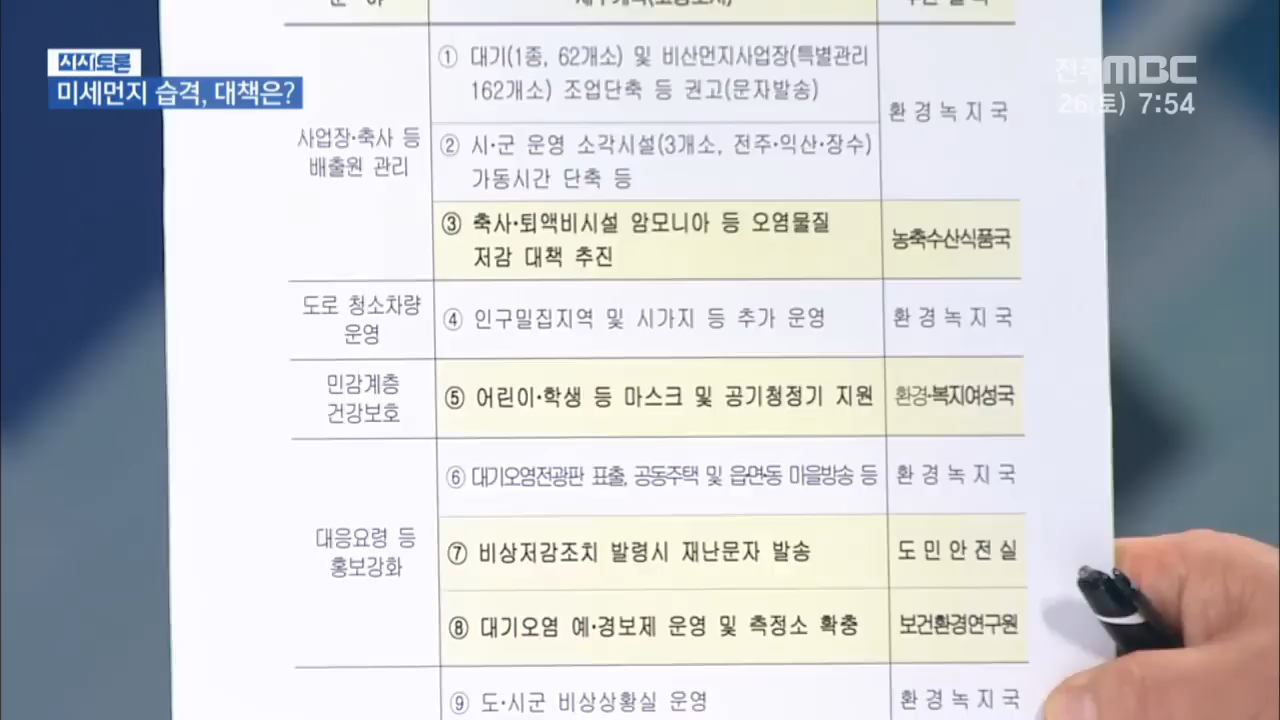 시사토론
미세먼지 습격, 대책은?
전주MBC
26(토) 7:54
사업장·축사 등
배출원 관리
① 대기(1종, 62개소) 및 비산먼지사업장(특별관리
162개소) 조업단축 등 권고(문자발송)
환경녹지국
② 시·군 운영 소각시설(3개소, 전주·익산·장수)
가동시간 단축 등
③ 축사·퇴액비시설 암모니아 등 오염물질
저감 대책 추진
농축수산식품국
도로 청소차량
운영
④ 인구밀집지역 및 시가지 등 추가 운영
환경녹지국
민감계층
건강보호
⑤ 어린이·학생 등 마스크 및 공기청정기 지원
환경·복지여성국
대응요령 등
홍보강화
⑥ 대기오염전광판 표출, 공동주택 및 읍·면·동 마을방송 등
환경녹지국
⑦ 비상저감조치 발령시 재난문자 발송
도민안전실
⑧ 대기오염 예·경보제 운영 및 측정소 확충
보건환경연구원
⑨ 도·시군 비상상황실 운영
환경녹지국